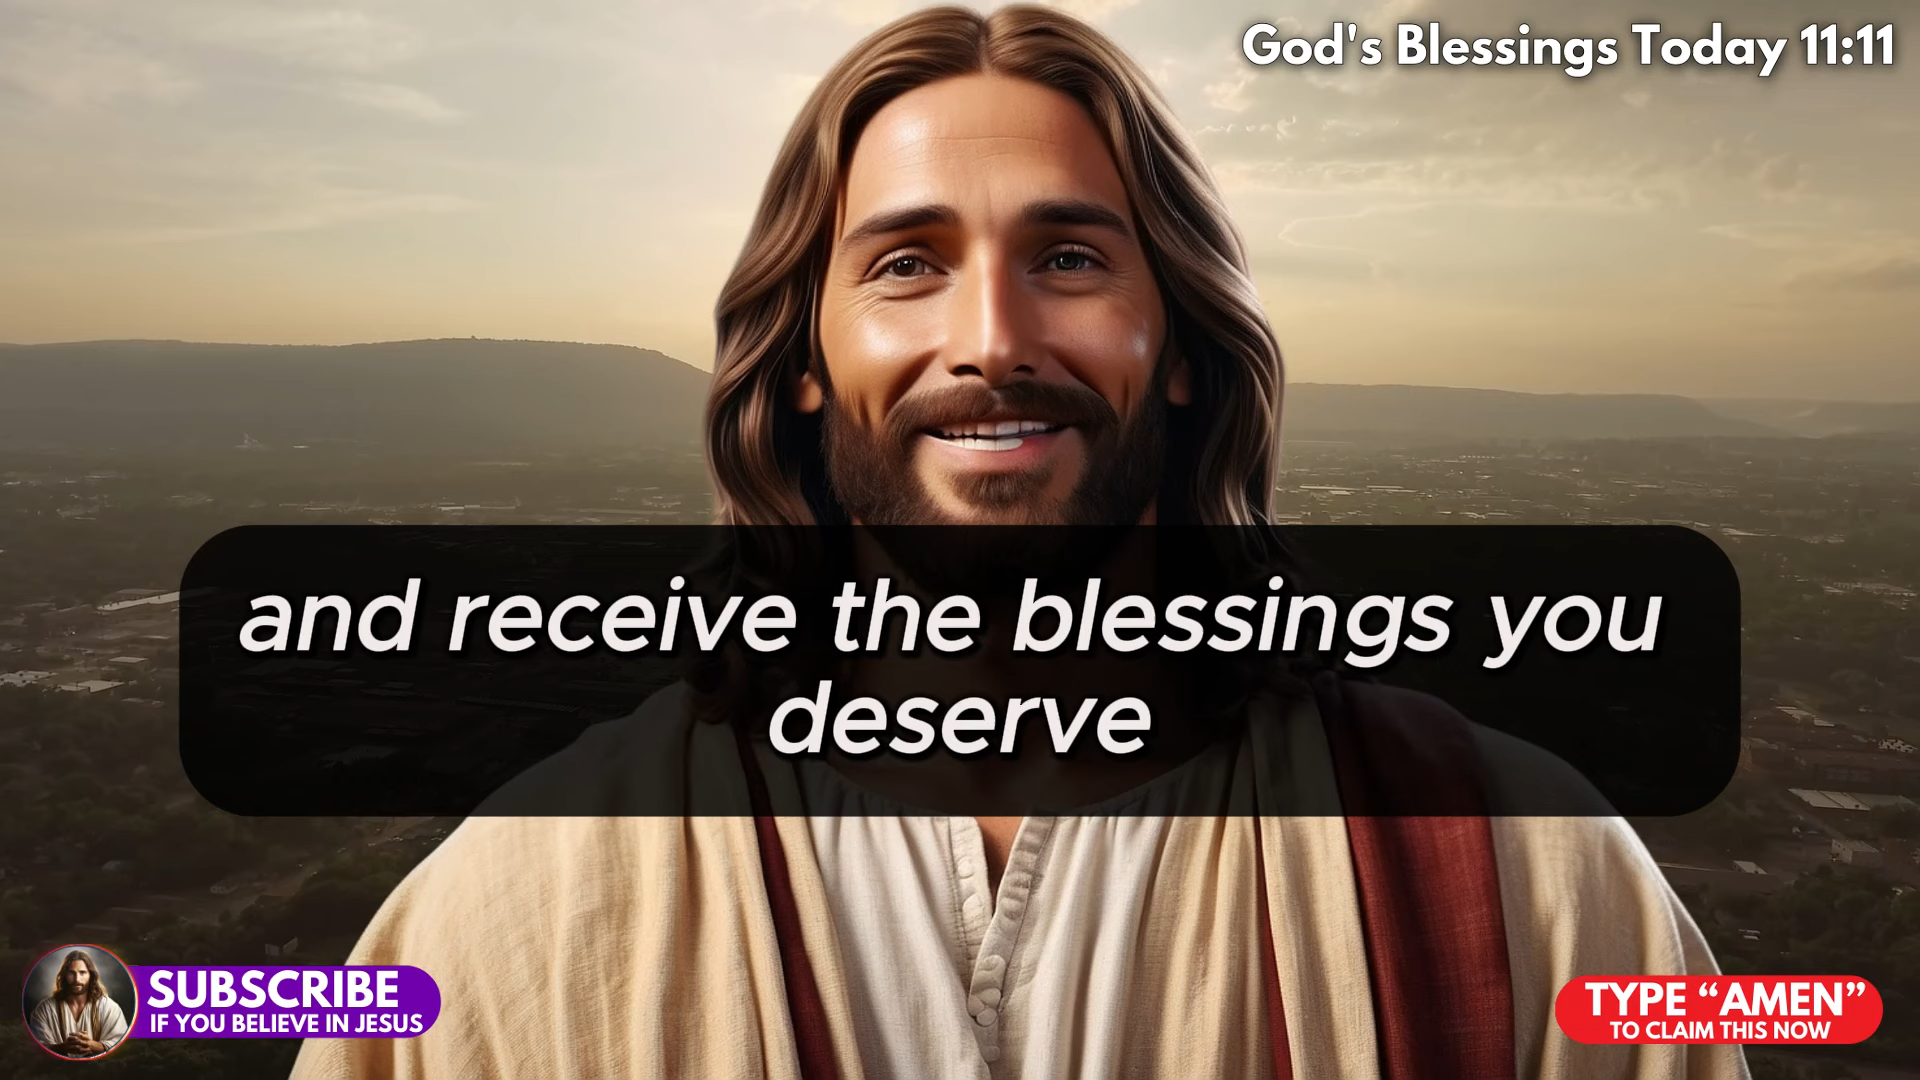 God's Blessings Today 11:11
and receive the blessings you
deserve
SUBSCRIBE
IF YOU BELIEVE IN JESUS
TYPE “AMEN”
TO CLAIM THIS NOW